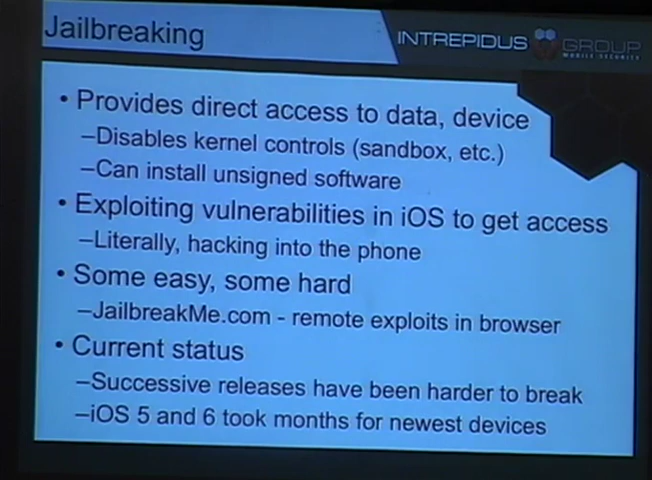 Jailbreaking
INTREPIDUS GROUP
MOBILE SECURITY
• Provides direct access to data, device
–Disables kernel controls (sandbox, etc.)
–Can install unsigned software
• Exploiting vulnerabilities in iOS to get access
–Literally, hacking into the phone
• Some easy, some hard
–JailbreakMe.com - remote exploits in browser
• Current status
–Successive releases have been harder to break
–iOS 5 and 6 took months for newest devices